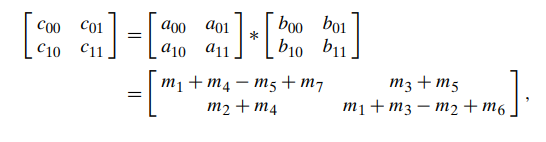 [ c₀₀ c₀₁ ] = [ a₀₀ a₀₁ ] * [ b₀₀ b₀₁ ]
[ c₁₀ c₁₁ ] [ a₁₀ a₁₁ ] [ b₁₀ b₁₁ ]
= [ m₁ + m₄ − m₅ + m₇ m₃ + m₅ ]
[ m₂ + m₄ m₁ + m₃ − m₂ + m₆ ] ,